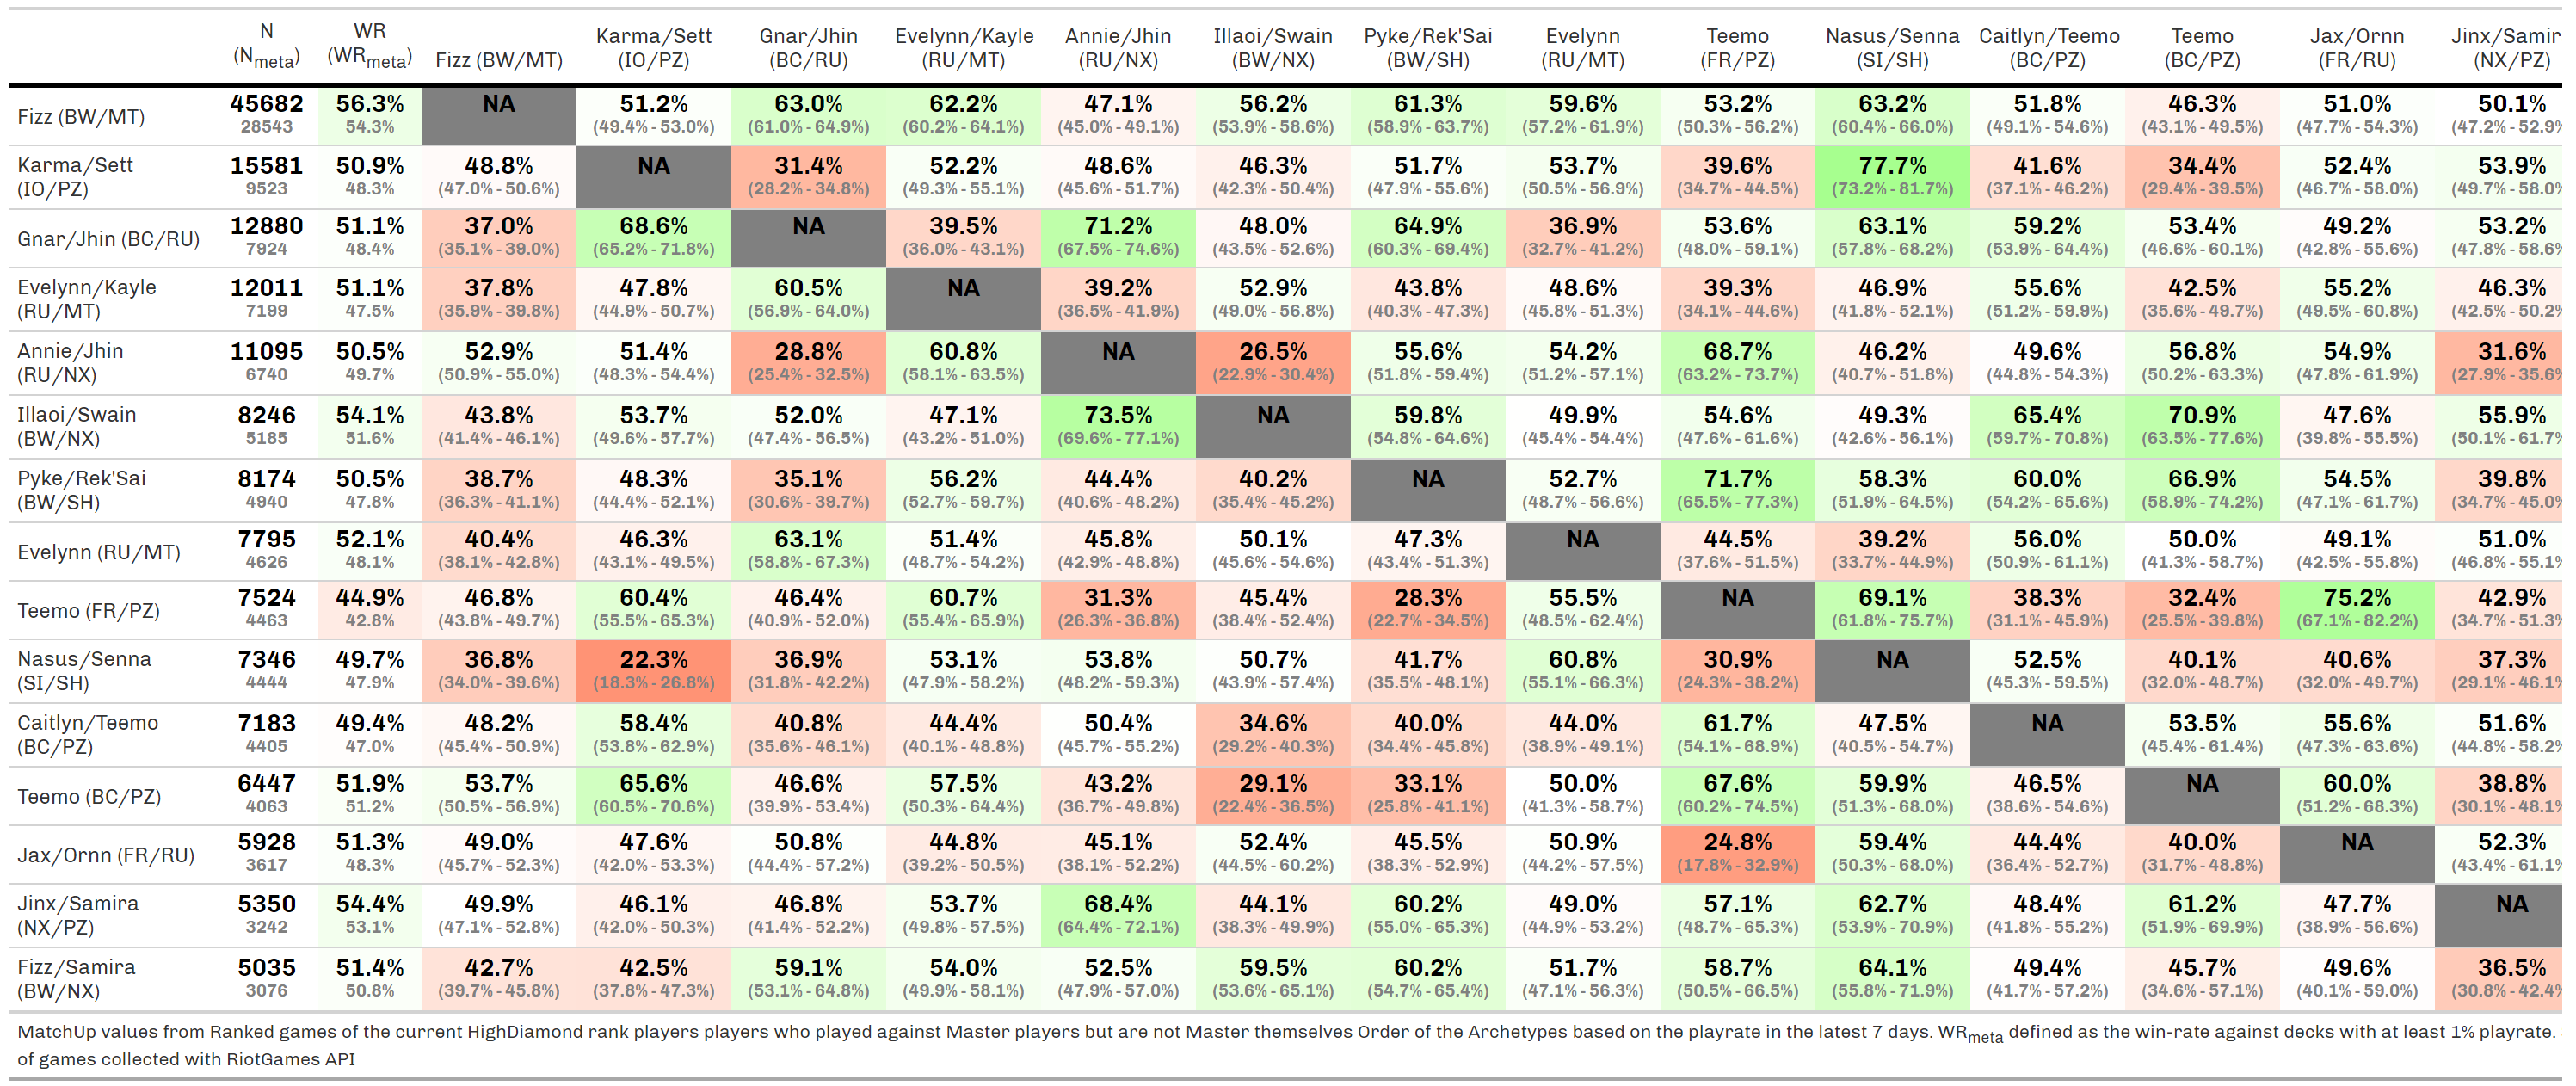 N (Nmeta) WR (WRmeta) Fizz (BW/MT) Karma/Sett (IO/PZ) Gnar/Jhin (BC/RU) Evelynn/Kayle (RU/MT) Annie/Jhin (RU/NX) Illaoi/Swain (BW/NX) Pyke/Rek'Sai (BW/SH) Evelynn (RU/MT) Teemo (FR/PZ) Nasus/Senna (SI/SH) Caitlyn/Teemo (BC/PZ) Teemo (BC/PZ) Jax/Ornn (FR/RU) Jinx/Samir (NX/PZ)
Fizz (BW/MT) 45682 56.3% NA 51.2% 63.0% 62.2% 47.1% 56.2% 61.3% 59.6% 53.2% 63.2% 51.8% 46.3% 51.0% 50.1%
28543 54.3% (49.4% - 53.0%) (61.0% - 64.9%) (60.2% - 64.1%) (45.0% - 49.1%) (53.9% - 58.6%) (58.9% - 63.7%) (57.2% - 61.9%) (50.3% - 56.2%) (60.4% - 66.0%) (49.1% - 54.6%) (43.1% - 49.5%) (47.7% - 54.3%) (47.2% - 52.9%
Karma/Sett 15581 50.9% 48.8% NA 31.4% 52.2% 48.6% 46.3% 51.7% 53.7% 39.6% 77.7% 41.6% 34.4% 52.4% 53.9%
(IO/PZ) 9523 48.3% (47.0% - 50.6%) (28.2% - 34.8%) (49.3% - 55.1%) (45.6% - 51.7%) (42.3% - 50.4%) (47.9% - 55.6%) (50.5% - 56.9%) (34.7% - 44.5%) (73.2% - 81.7%) (37.1% - 46.2%) (29.4% - 39.5%) (46.7% - 58.0%) (49.7% - 58.0%
Gnar/Jhin (BC/RU) 12880 51.1% 37.0% 68.6% NA 39.5% 71.2% 48.0% 64.9% 36.9% 53.6% 63.1% 59.2% 53.4% 49.2% 53.2%
7924 48.4% (35.1% - 39.0%) (65.2% - 71.8%) (36.0% - 43.1%) (67.5% - 74.6%) (43.5% - 52.6%) (60.3% - 69.4%) (32.7% - 41.2%) (48.0% - 59.1%) (57.8% - 68.2%) (53.9% - 64.4%) (46.6% - 60.1%) (42.8% - 55.6%) (47.8% - 58.6%
Evelynn/Kayle 12011 51.1% 37.8% 47.8% 60.5% NA 39.2% 52.9% 43.8% 48.6% 39.3% 46.9% 55.6% 42.5% 55.2% 46.3%
(RU/MT) 7199 47.5% (35.9% - 39.8%) (44.9% - 50.7%) (56.9% - 64.0%) (36.5% - 41.9%) (49.0% - 56.8%) (40.3% - 47.3%) (45.8% - 51.3%) (34.1% - 44.6%) (41.8% - 52.1%) (51.2% - 59.9%) (35.6% - 49.7%) (49.5% - 60.8%) (42.5% - 50.2%
Annie/Jhin 11095 50.5% 52.9% 51.4% 28.8% 60.8% NA 26.5% 55.6% 54.2% 68.7% 46.2% 49.6% 56.8% 54.9% 31.6%
(RU/NX) 6740 49.7% (50.9% - 55.0%) (48.3% - 54.4%) (25.4% - 32.5%) (58.1% - 63.5%) (22.9% - 30.4%) (51.8% - 59.4%) (51.2% - 57.1%) (63.2% - 73.7%) (40.7% - 51.8%) (44.8% - 54.3%) (50.2% - 63.3%) (47.8% - 61.9%) (27.9% - 35.6%
Illaoi/Swain 8246 54.1% 43.8% 53.7% 52.0% 47.1% 73.5% NA 59.8% 49.9% 54.6% 49.3% 65.4% 70.9% 47.6% 55.9%
(BW/NX) 5185 51.6% (41.4% - 46.1%) (49.6% - 57.7%) (47.4% - 56.5%) (43.2% - 51.0%) (69.6% - 77.1%) (54.8% - 64.6%) (45.4% - 54.4%) (47.6% - 61.6%) (42.6% - 56.1%) (59.7% - 70.8%) (63.5% - 77.6%) (39.8% - 55.5%) (50.1% - 61.7%
Pyke/Rek'Sai 8174 50.5% 38.7% 48.3% 35.1% 56.2% 44.4% 40.2% NA 52.7% 71.7% 58.3% 60.0% 66.9% 54.5% 39.8%
(BW/SH) 4940 47.8% (36.3% - 41.1%) (44.4% - 52.1%) (30.6% - 39.7%) (52.7% - 59.7%) (40.6% - 48.2%) (35.4% - 45.2%) (48.7% - 56.6%) (65.5% - 77.3%) (51.9% - 64.5%) (54.2% - 65.6%) (58.9% - 74.2%) (47.1% - 61.7%) (34.7% - 45.0%
Evelynn (RU/MT) 7795 52.1% 40.4% 46.3% 63.1% 51.4% 45.8% 50.1% 47.3% NA 44.5% 39.2% 56.0% 50.0% 49.1% 51.0%
4626 48.1% (38.1% - 42.8%) (43.1% - 49.5%) (58.8% - 67.3%) (48.7% - 54.2%) (42.9% - 48.8%) (45.6% - 54.6%) (43.4% - 51.3%) (37.6% - 51.5%) (33.7% - 44.9%) (50.9% - 61.1%) (41.3% - 58.7%) (42.5% - 55.8%) (46.8% - 55.1%
Teemo (FR/PZ) 7524 44.9% 46.8% 60.4% 46.4% 60.7% 31.3% 45.4% 28.3% 55.5% NA 69.1% 38.3% 32.4% 75.2% 42.9%
4463 42.8% (43.8% - 49.7%) (55.5% - 65.3%) (40.9% - 52.0%) (55.4% - 65.9%) (26.3% - 36.8%) (38.4% - 52.4%) (22.7% - 34.5%) (48.5% - 62.4%) (61.8% - 75.7%) (31.1% - 45.9%) (25.5% - 39.8%) (67.1% - 82.2%) (34.7% - 51.3%
Nasus/Senna 7346 49.7% 36.8% 22.3% 36.9% 53.1% 53.8% 50.7% 41.7% 60.8% 30.9% NA 52.5% 40.1% 40.6% 37.3%
(SI/SH) 4444 47.9% (34.0% - 39.6%) (18.3% - 26.8%) (31.8% - 42.2%) (47.9% - 58.2%) (48.2% - 59.3%) (43.9% - 57.4%) (35.5% - 48.1%) (55.1% - 66.3%) (24.3% - 38.2%) (45.3% - 59.5%) (32.0% - 48.7%) (32.0% - 49.7%) (29.1% - 46.1%
Caitlyn/Teemo 7183 49.4% 48.2% 58.4% 40.8% 44.4% 50.4% 34.6% 40.0% 44.0% 61.7% 47.5% NA 53.5% 55.6% 51.6%
(BC/PZ) 4405 47.0% (45.4% - 50.9%) (53.8% - 62.9%) (35.6% - 46.1%) (40.1% - 48.8%) (45.7% - 55.2%) (29.2% - 40.3%) (34.4% - 45.8%) (38.9% - 49.1%) (54.1% - 68.9%) (40.5% - 54.7%) (45.4% - 61.4%) (47.3% - 63.6%) (44.8% - 58.2%
Teemo (BC/PZ) 6447 51.9% 53.7% 65.6% 46.6% 57.5% 43.2% 29.1% 33.1% 50.0% 67.6% 59.9% 46.5% NA 60.0% 38.8%
4063 51.2% (50.5% - 56.9%) (60.5% - 70.6%) (39.9% - 53.4%) (50.3% - 64.4%) (36.7% - 49.8%) (22.4% - 36.5%) (25.8% - 41.1%) (41.3% - 58.7%) (60.2% - 74.5%) (51.3% - 68.0%) (38.6% - 54.6%) (51.2% - 68.3%) (30.1% - 48.1%
Jax/Ornn (FR/RU) 5928 51.3% 49.0% 47.6% 50.8% 44.8% 45.1% 52.4% 45.5% 50.9% 24.8% 59.4% 44.4% 40.0% NA 52.3%
3617 48.3% (45.7% - 52.3%) (42.0% - 53.3%) (44.4% - 57.2%) (39.2% - 50.5%) (38.1% - 52.2%) (44.5% - 60.2%) (38.3% - 52.9%) (44.2% - 57.5%) (17.8% - 32.9%) (50.3% - 68.0%) (36.4% - 52.7%) (31.7% - 48.8%) (43.4% - 61.1%
Jinx/Samira 5350 54.4% 49.9% 46.1% 46.8% 53.7% 68.4% 44.1% 60.2% 49.0% 57.1% 62.7% 48.4% 61.2% 47.7% NA
(NX/PZ) 3242 53.1% (47.1% - 52.8%) (42.0% - 50.3%) (41.4% - 52.2%) (49.8% - 57.5%) (64.4% - 72.1%) (38.3% - 49.9%) (55.0% - 65.3%) (44.9% - 53.2%) (48.7% - 65.3%) (53.9% - 70.9%) (41.8% - 55.2%) (51.9% - 69.9%) (38.9% - 56.6%)
Fizz/Samira 5035 51.4% 42.7% 42.5% 59.1% 54.0% 52.5% 59.5% 60.2% 51.7% 58.7% 64.1% 49.4% 45.7% 49.6% 36.5%
(BW/NX) 3076 50.8% (39.7% - 45.8%) (37.8% - 47.3%) (53.1% - 64.8%) (49.9% - 58.1%) (47.9% - 57.0%) (53.6% - 65.1%) (54.7% - 65.4%) (47.1% - 56.3%) (50.5% - 66.5%) (55.8% - 71.9%) (41.7% - 57.2%) (34.6% - 57.1%) (40.1% - 59.0%) (30.8% - 42.4%
MatchUp values from Ranked games of the current HighDiamond rank players players who played against Master players but are not Master themselves Order of the Archetypes based on the playrate in the latest 7 days. WRmeta defined as the win-rate against decks with at least 1% playrate.
of games collected with RiotGames API